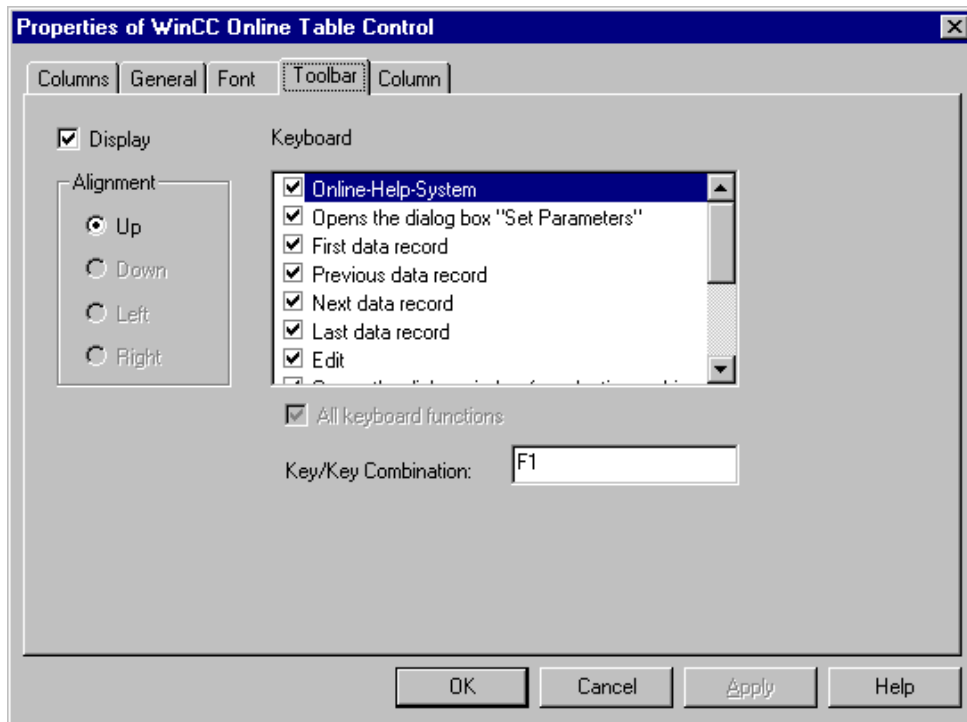 Properties of WinCC Online Table Control
Columns General Font Toolbar Column
Display
Keyboard
Alignment
Up
Down
Left
Right
Online-Help-System
Opens the dialog box "Set Parameters"
First data record
Previous data record
Next data record
Last data record
Edit
All keyboard functions
Key/Key Combination: F1
OK Cancel Apply Help